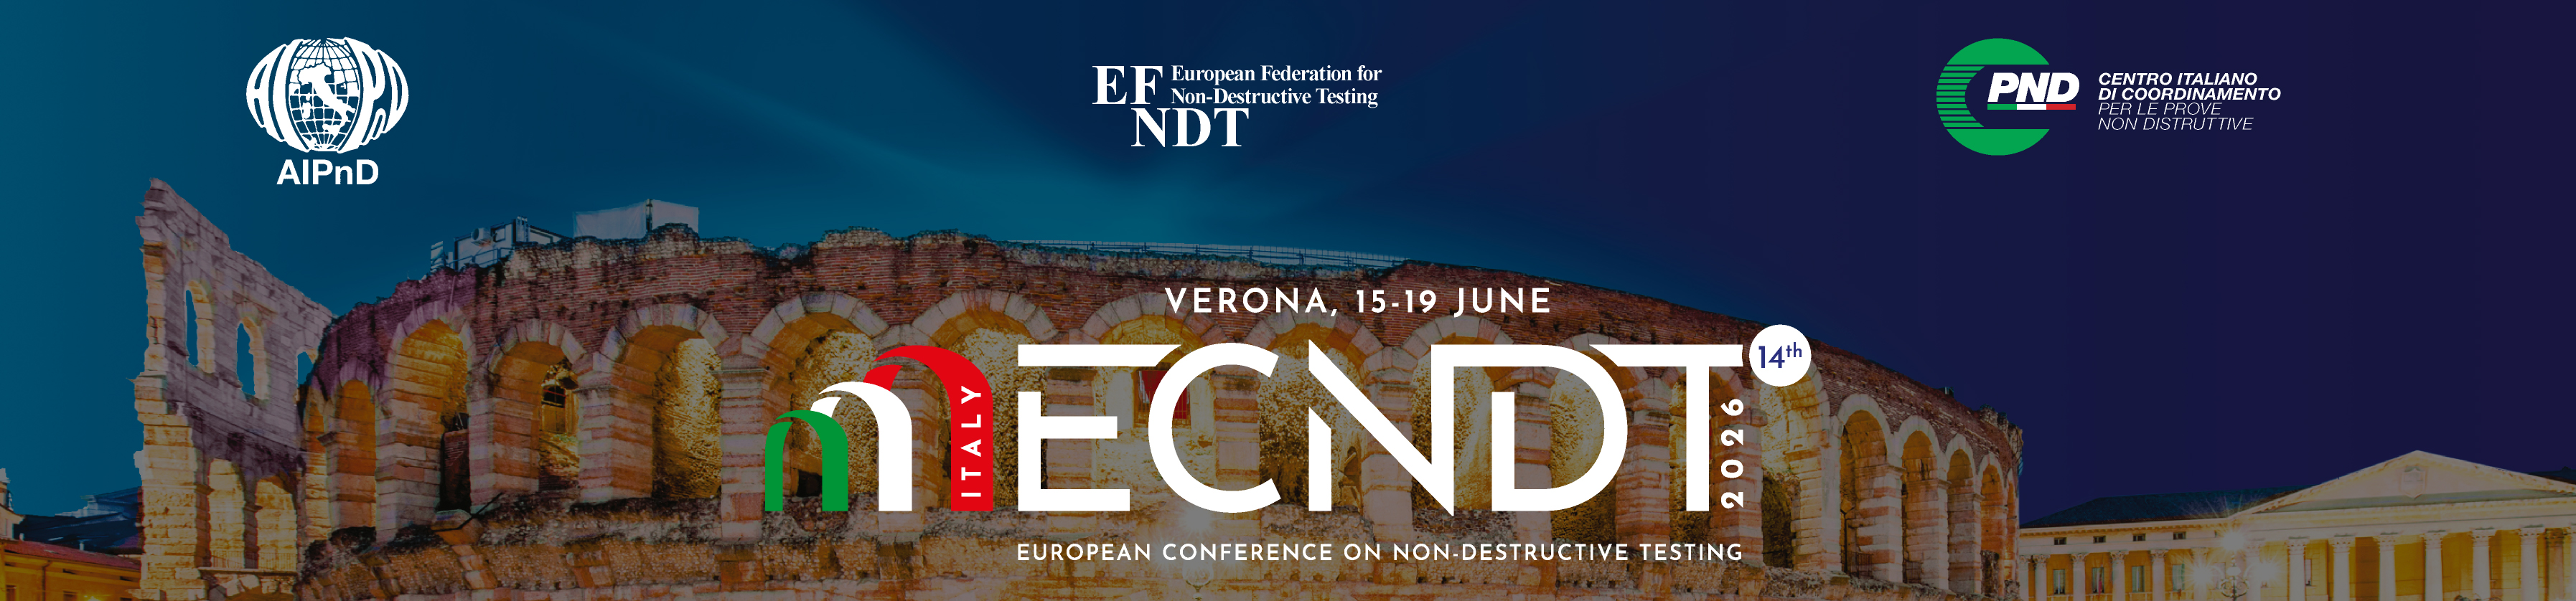 AIPnD
AIPnD
EF European Federation for
Non-Destructive Testing
NDT
PND
CENTRO ITALIANO
DI COORDINAMENTO
PER LE PROVE
NON DISTRUTTIVE
VERONA, 15-19 JUNE
ITALY
ECNDT
2026
14th
EUROPEAN CONFERENCE ON NON-DESTRUCTIVE TESTING